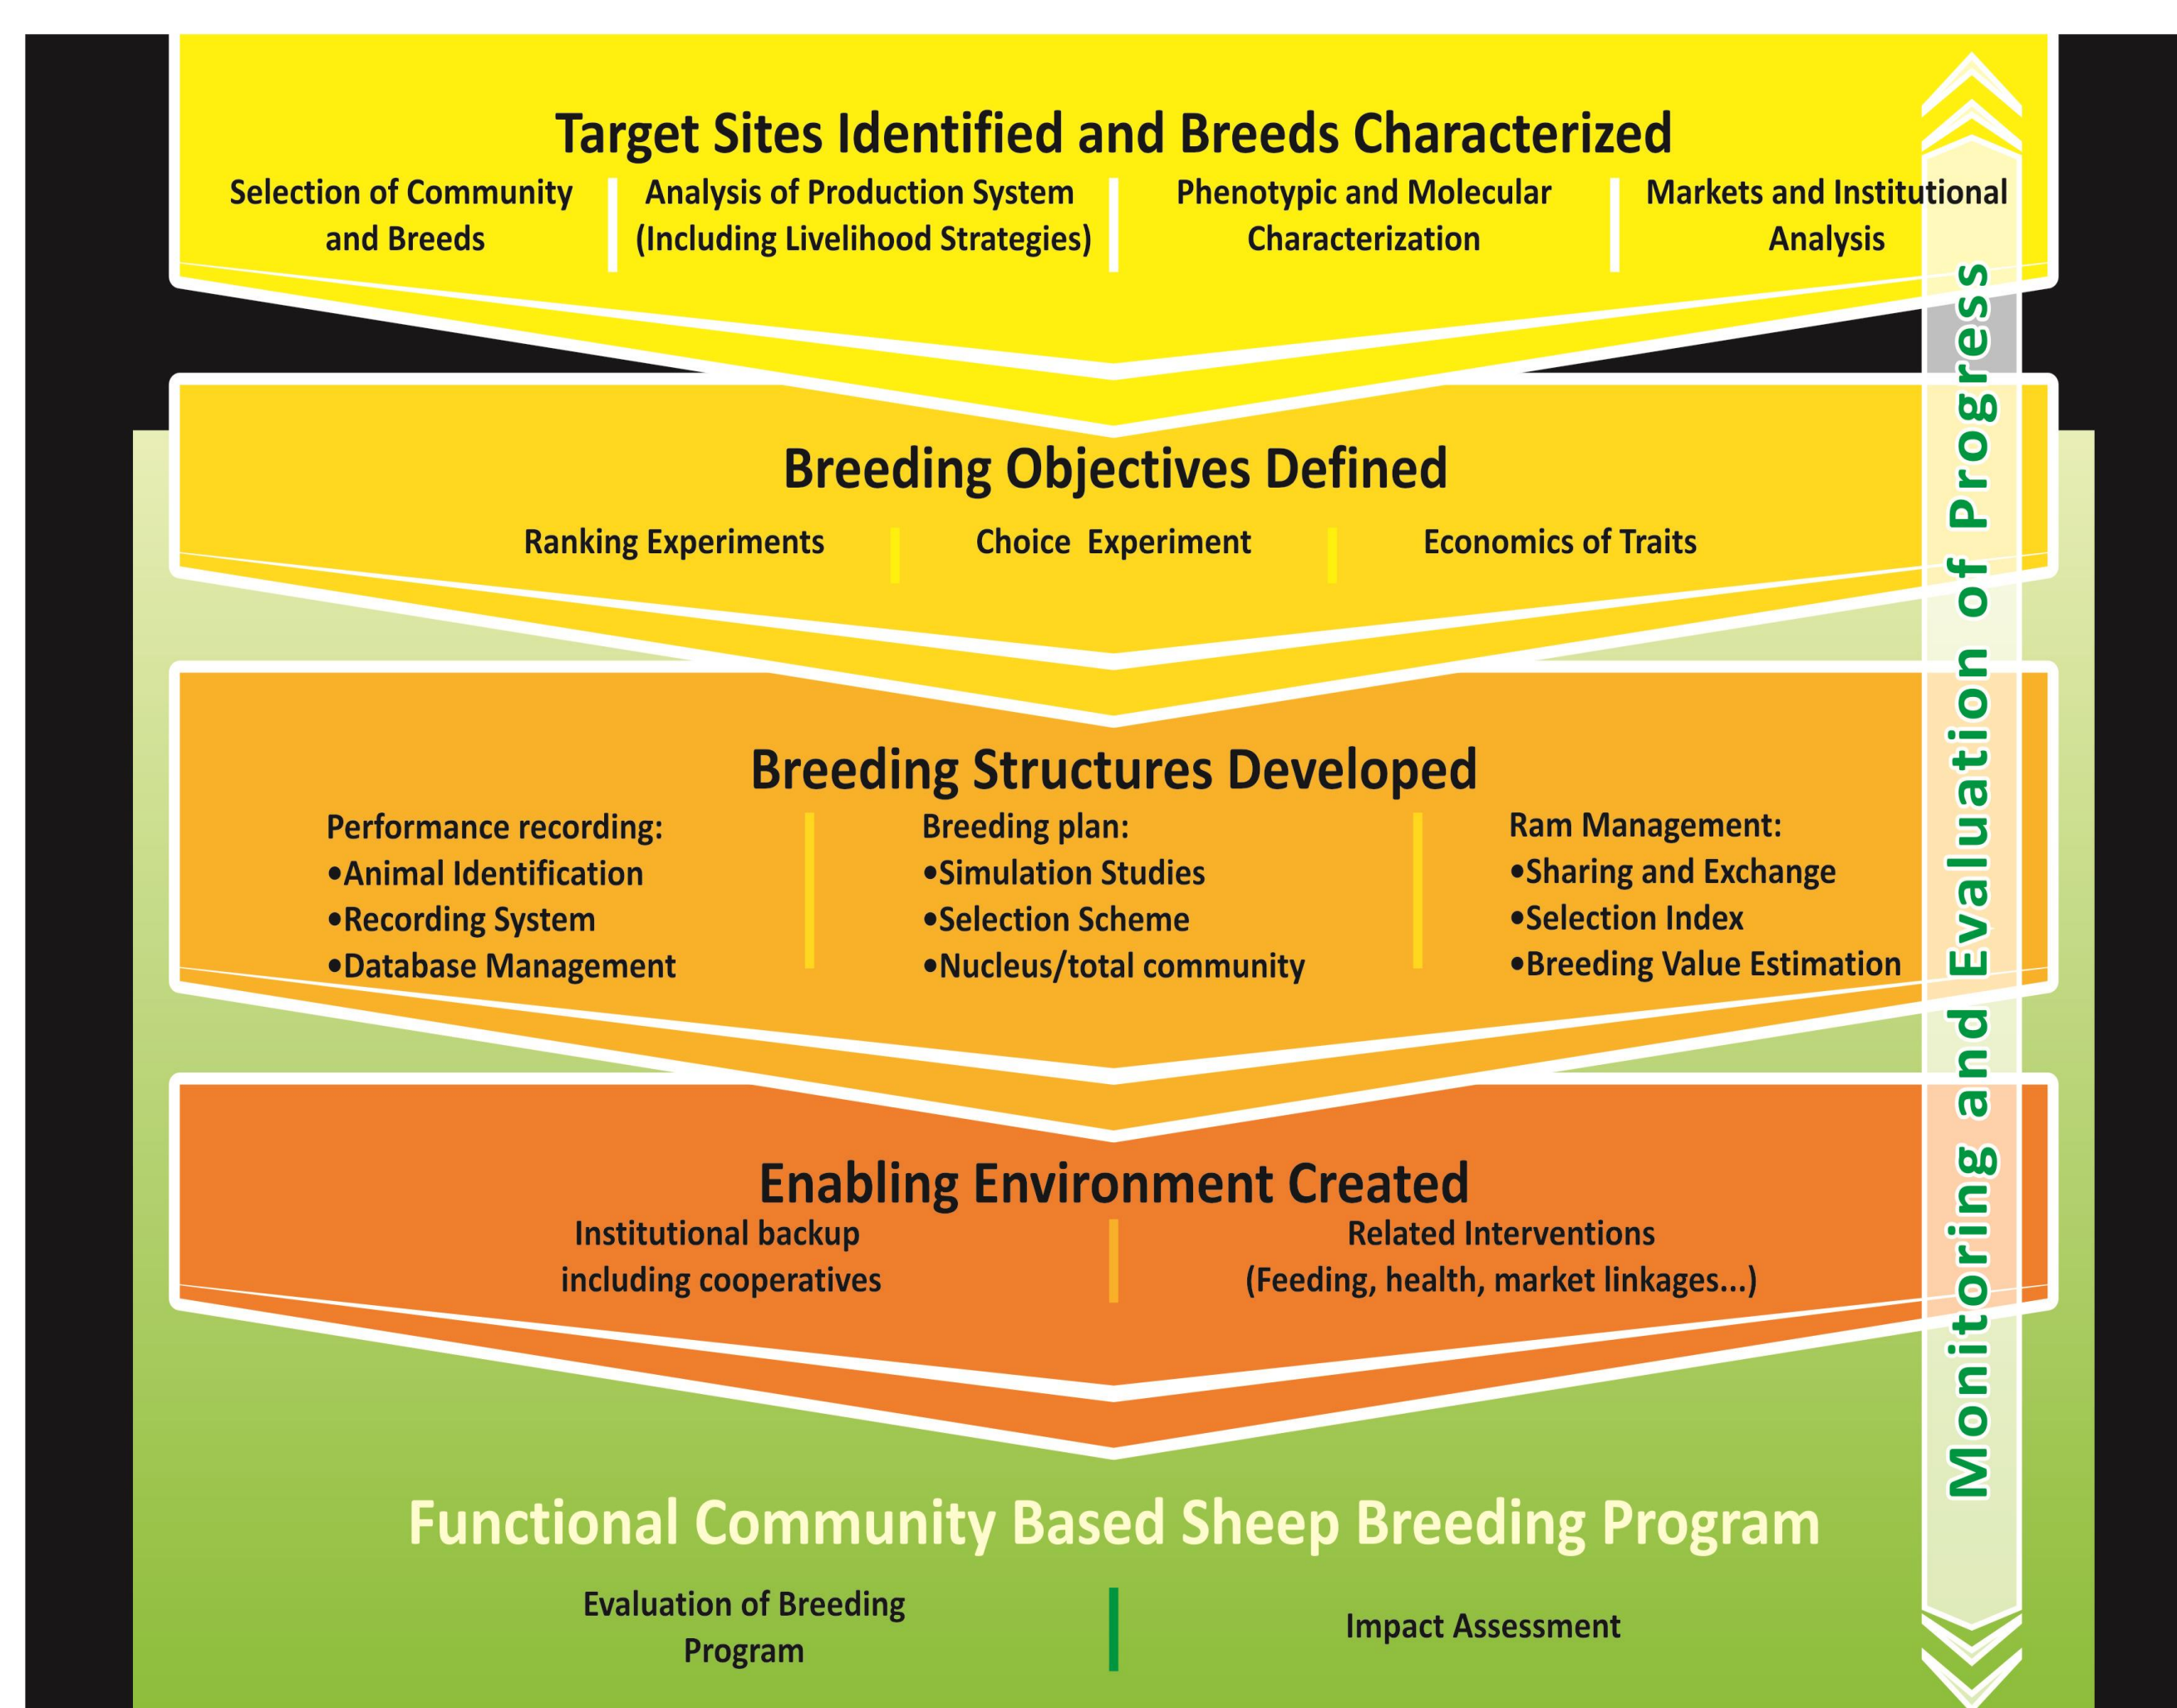 Target Sites Identified and Breeds Characterized
Selection of Community
and Breeds
Analysis of Production System
(Including Livelihood Strategies)
Phenotypic and Molecular
Characterization
Markets and Institutional
Analysis
Breeding Objectives Defined
Ranking Experiments
Choice Experiment
Economics of Traits
Breeding Structures Developed
Performance recording:
•Animal Identification
•Recording System
•Database Management
Breeding plan:
•Simulation Studies
•Selection Scheme
•Nucleus/total community
Ram Management:
•Sharing and Exchange
•Selection Index
•Breeding Value Estimation
Enabling Environment Created
Institutional backup
including cooperatives
Related Interventions
(Feeding, health, market linkages...)
Functional Community Based Sheep Breeding Program
Evaluation of Breeding
Program
Impact Assessment
Monitoring and Evaluation of Progress